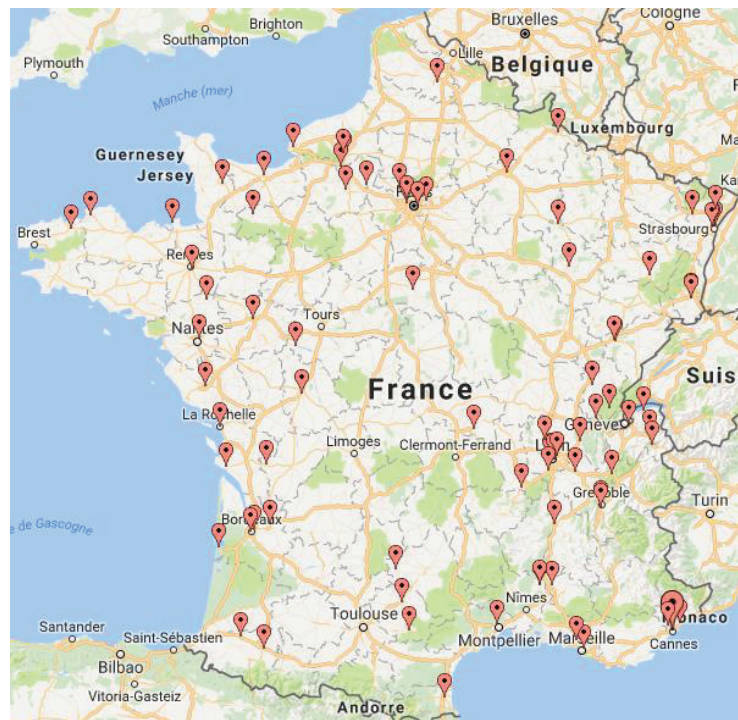 Brighton
Southampton
Plymouth
Manche (mer)
Guernesey
Jersey
Bruxelles
Cologne
Lille
Belgique
Luxembourg
Strasbourg
Brest
Nantes
Tours
France
Suis
La Rochelle
Limoges
Clermont-Ferrand
Genève
Lyon
Grenoble
Turin
de Gascogne
Bordeaux
Toulouse
Nîmes
Montpellier
Marseille
Monaco
Cannes
Santander
Saint-Sébastien
Bilbao
Vitoria-Gasteiz
Andorre